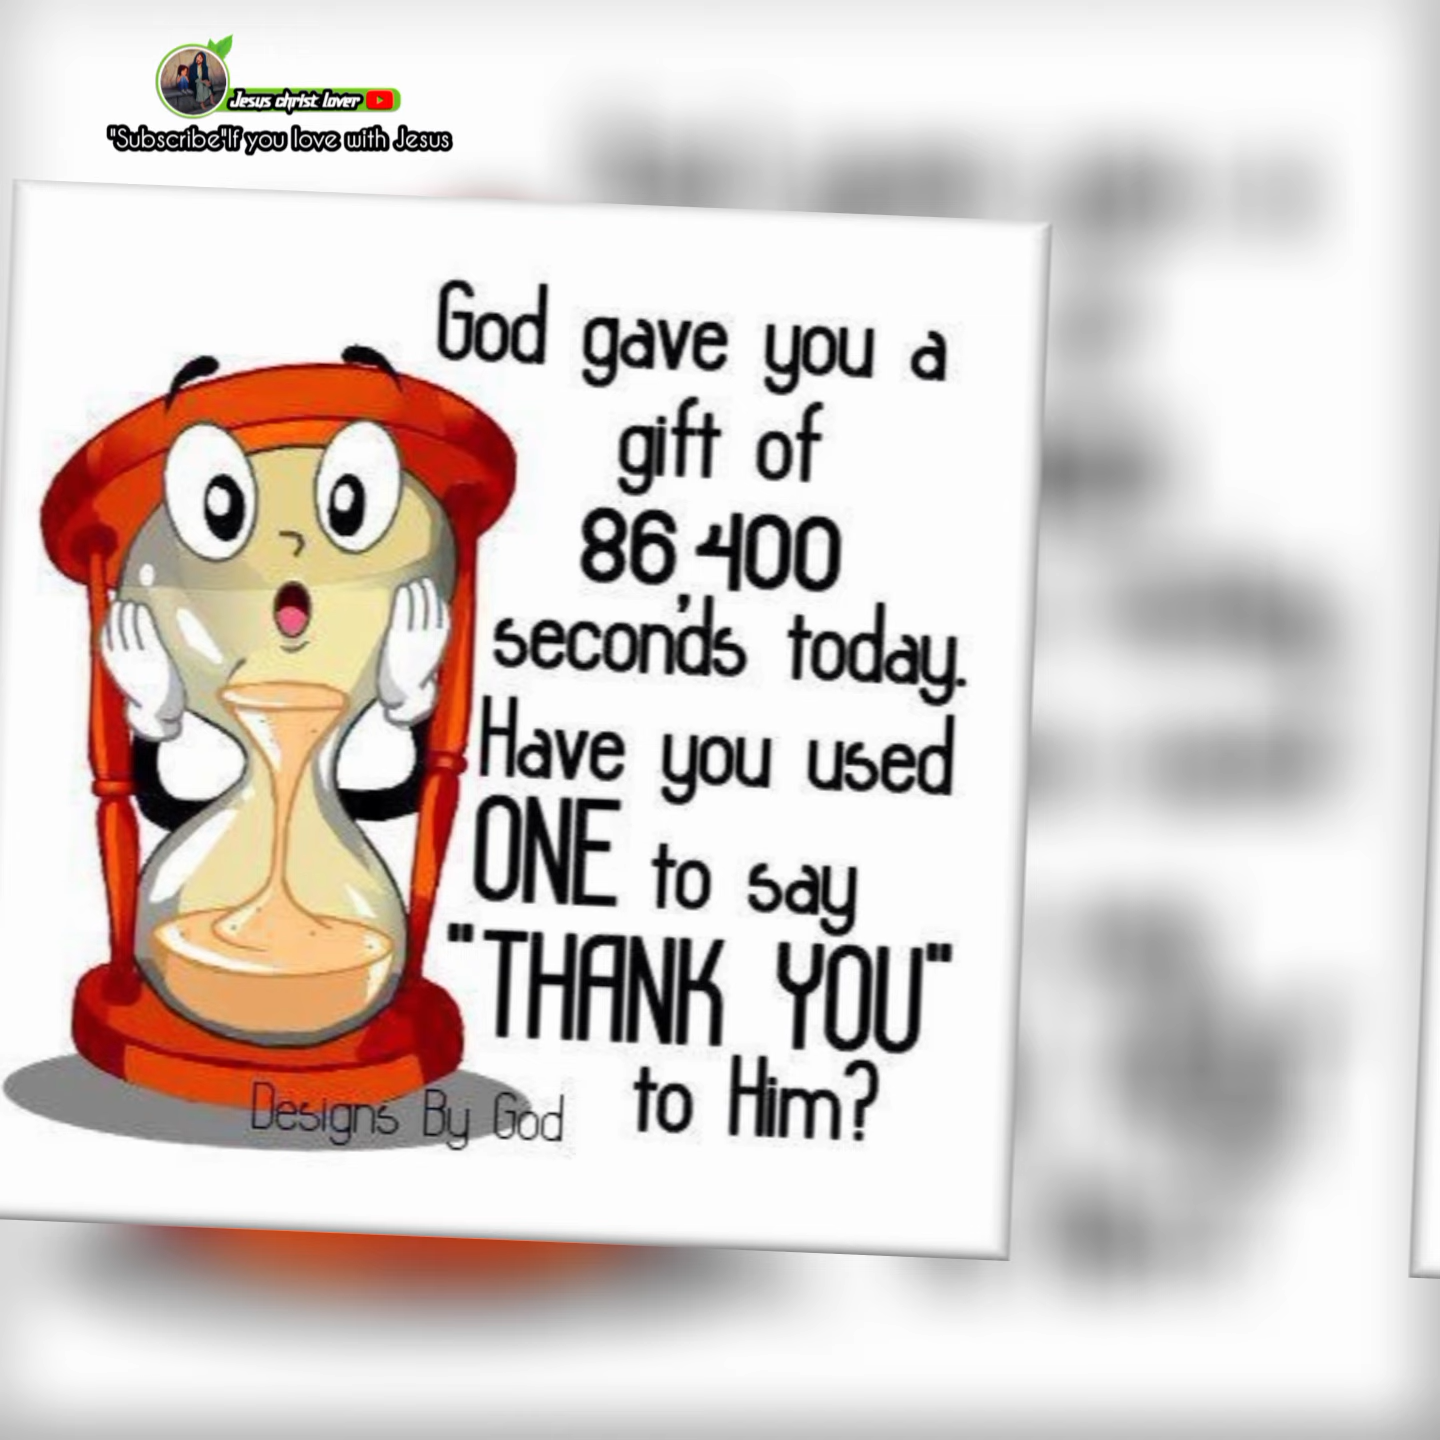 Jesus christ lover
"Subscribe"If you love with Jesus
God gave you a
gift of
86,400
seconds today.
Have you used
ONE to say
"THANK YOU"
to Him?
Designs By God